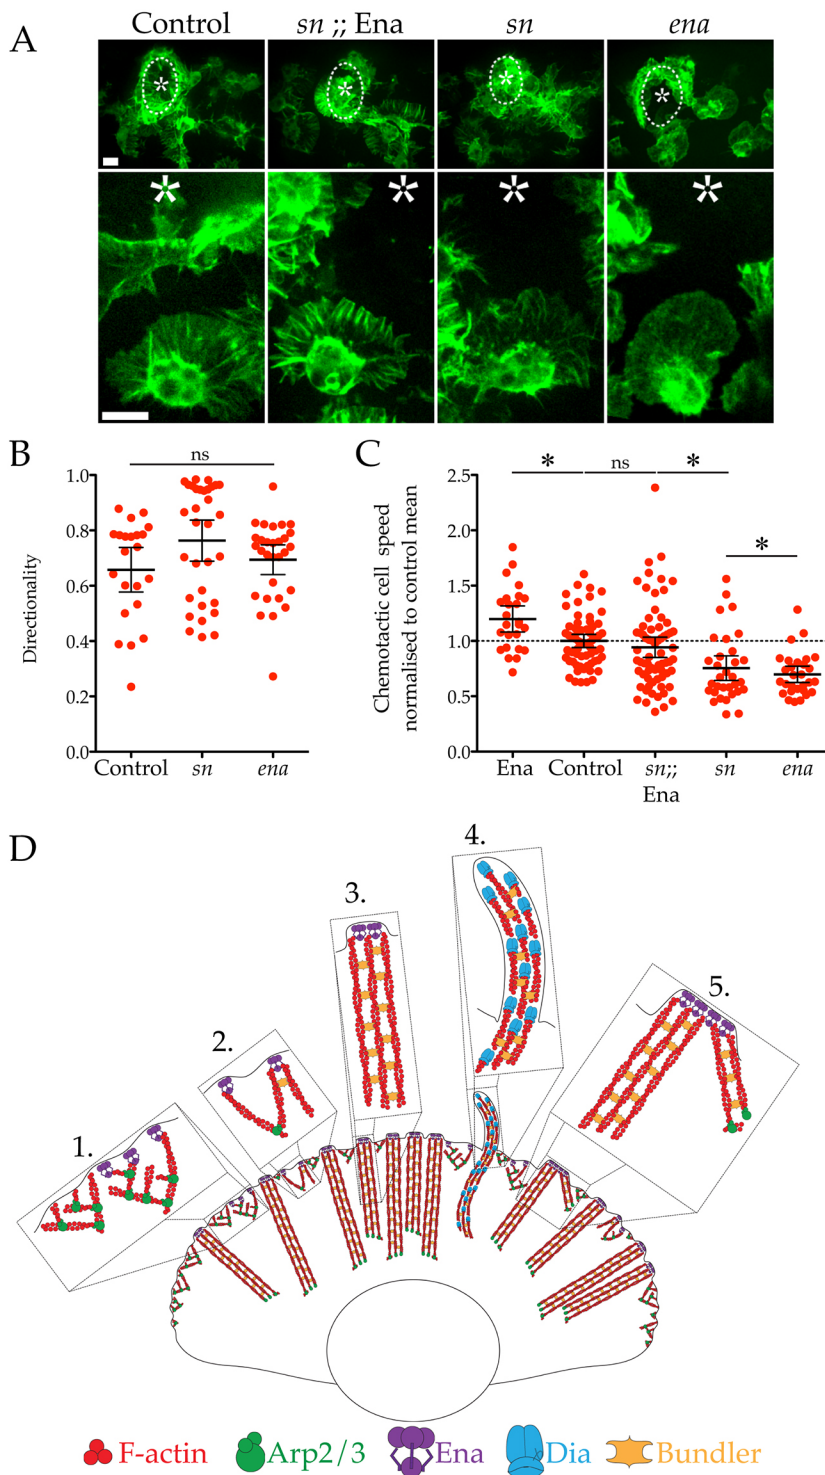 A
Control
sn ;; Ena
sn
ena
*
*
*
*
*
*
*
*
B
ns
Directionality
1.0
0.8
0.6
0.4
0.2
0.0
Control
sn
ena
C
*
ns
*
*
Chemotactic cell speed
normalised to control mean
2.5
2.0
1.5
1.0
0.5
0.0
Ena
Control
sn;;
Ena
sn
ena
D
1.
2.
3.
4.
5.
F-actin
Arp2/3
Ena
Dia
Bundler